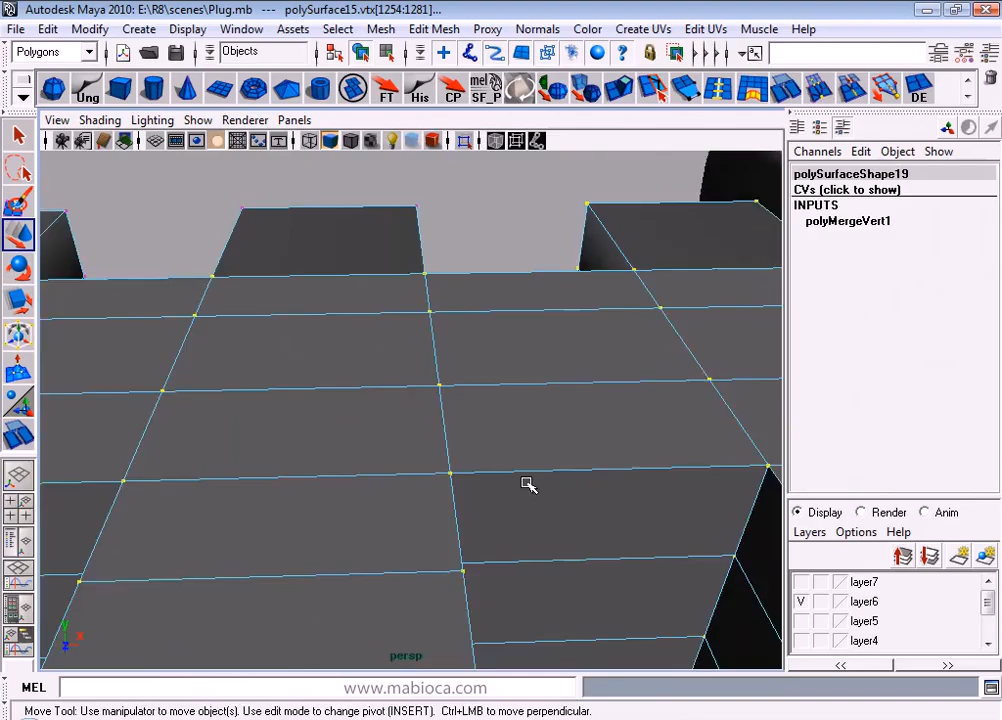 Autodesk Maya 2010: E:\R8\scenes\Plug.mb   ---   polySurface15.vtx[1254:1281]...
File Edit Modify Create Display Window Assets Select Mesh Edit Mesh Proxy Normals Color Create UVs Edit UVs Muscle Help
Polygons Objects
Ung FT His mel SF_P CP DE
View Shading Lighting Show Renderer Panels
Channels Edit Object Show
polySurfaceShape19
CVs (click to show)
INPUTS
polyMergeVert1
Display Render Anim
Layers Options Help
layer7
V layer6
layer5
layer4
y
x
z
persp
<< >>
MEL www.mabioca.com
Move Tool: Use manipulator to move object(s). Use edit mode to change pivot (INSERT). Ctrl+LMB to move perpendicular.